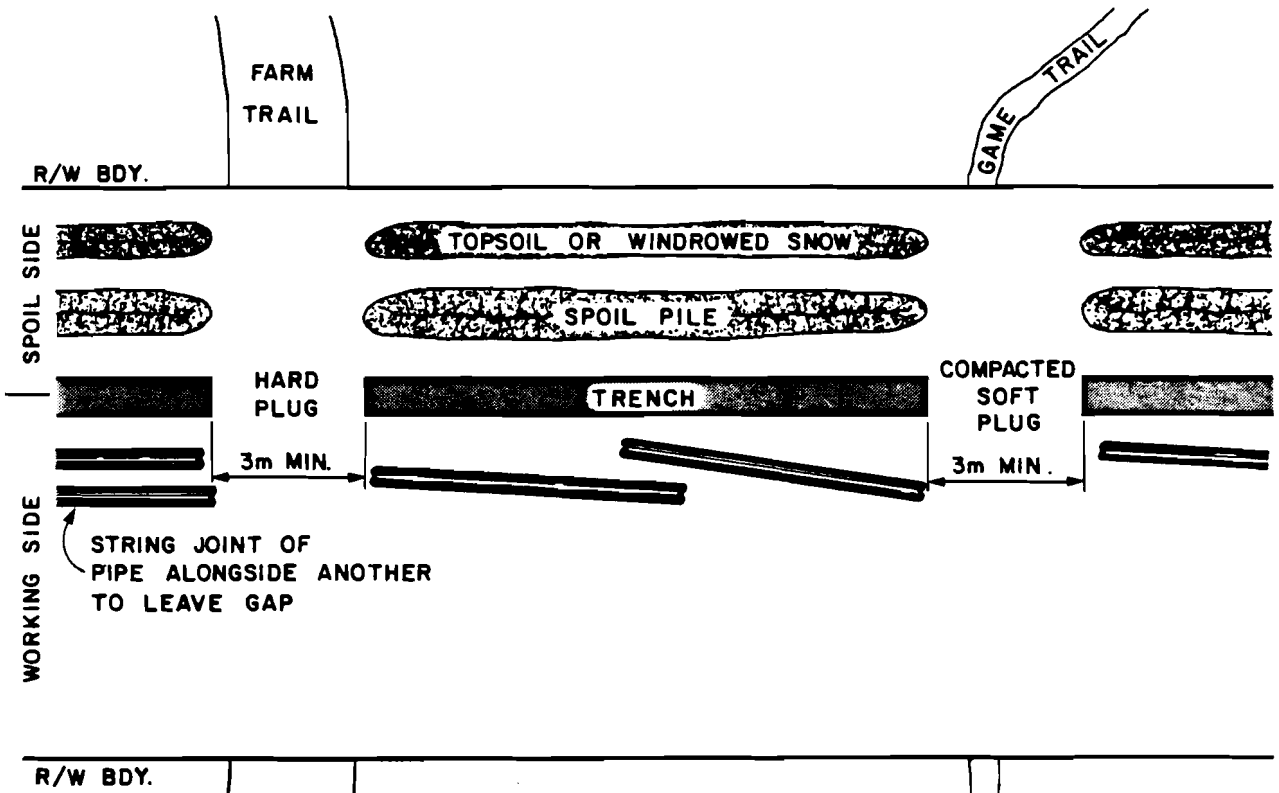 FARM
TRAIL
GAME TRAIL
R/W BDY.
SPOIL SIDE
TOPSOIL OR WINDROWED SNOW
SPOIL PILE
HARD
PLUG
TRENCH
COMPACTED
SOFT
PLUG
3m MIN.
3m MIN.
WORKING SIDE
STRING JOINT OF
PIPE ALONGSIDE ANOTHER
TO LEAVE GAP
R/W BDY.